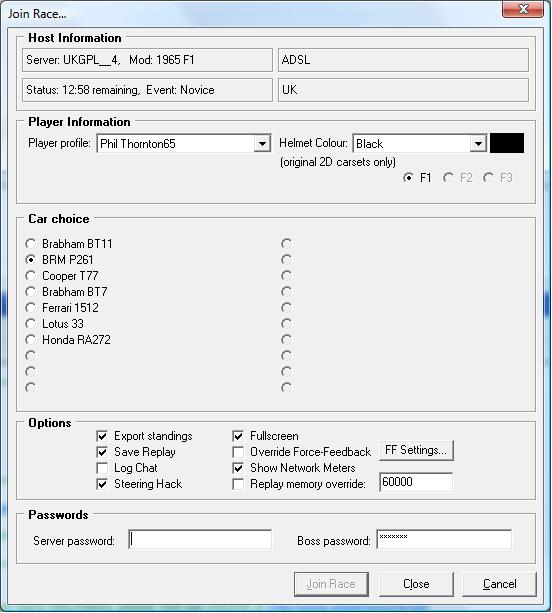 Join Race...
Host Information
Server: UKGPL__4,   Mod: 1965 F1
ADSL
Status: 12:58 remaining,  Event: Novice
UK
Player Information
Player profile: Phil Thornton65
Helmet Colour: Black
(original 2D carsets only)
F1 F2 F3
Car choice
Brabham BT11
BRM P261
Cooper T77
Brabham BT7
Ferrari 1512
Lotus 33
Honda RA272
Options
Export standings
Fullscreen
Save Replay
Override Force-Feedback
FF Settings...
Log Chat
Show Network Meters
Steering Hack
Replay memory override: 60000
Passwords
Server password:
Boss password: *******
Join Race
Close
Cancel